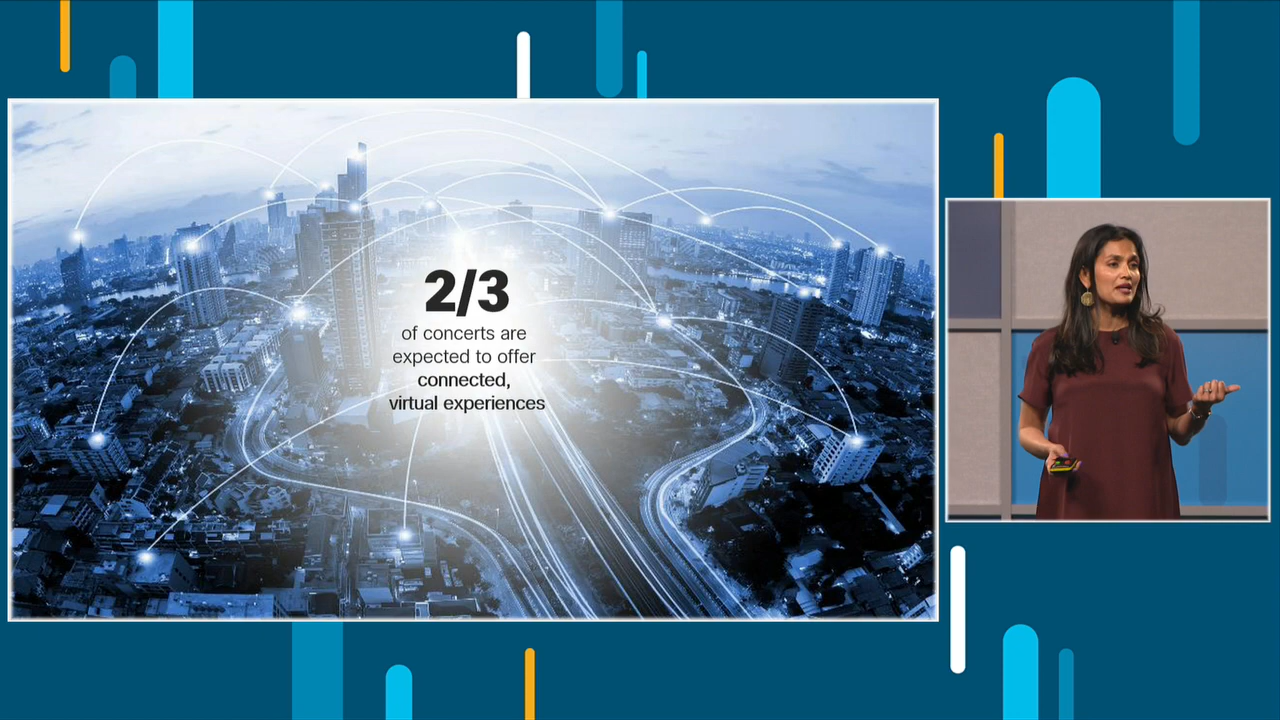 2/3
of concerts are
expected to offer
connected,
virtual experiences